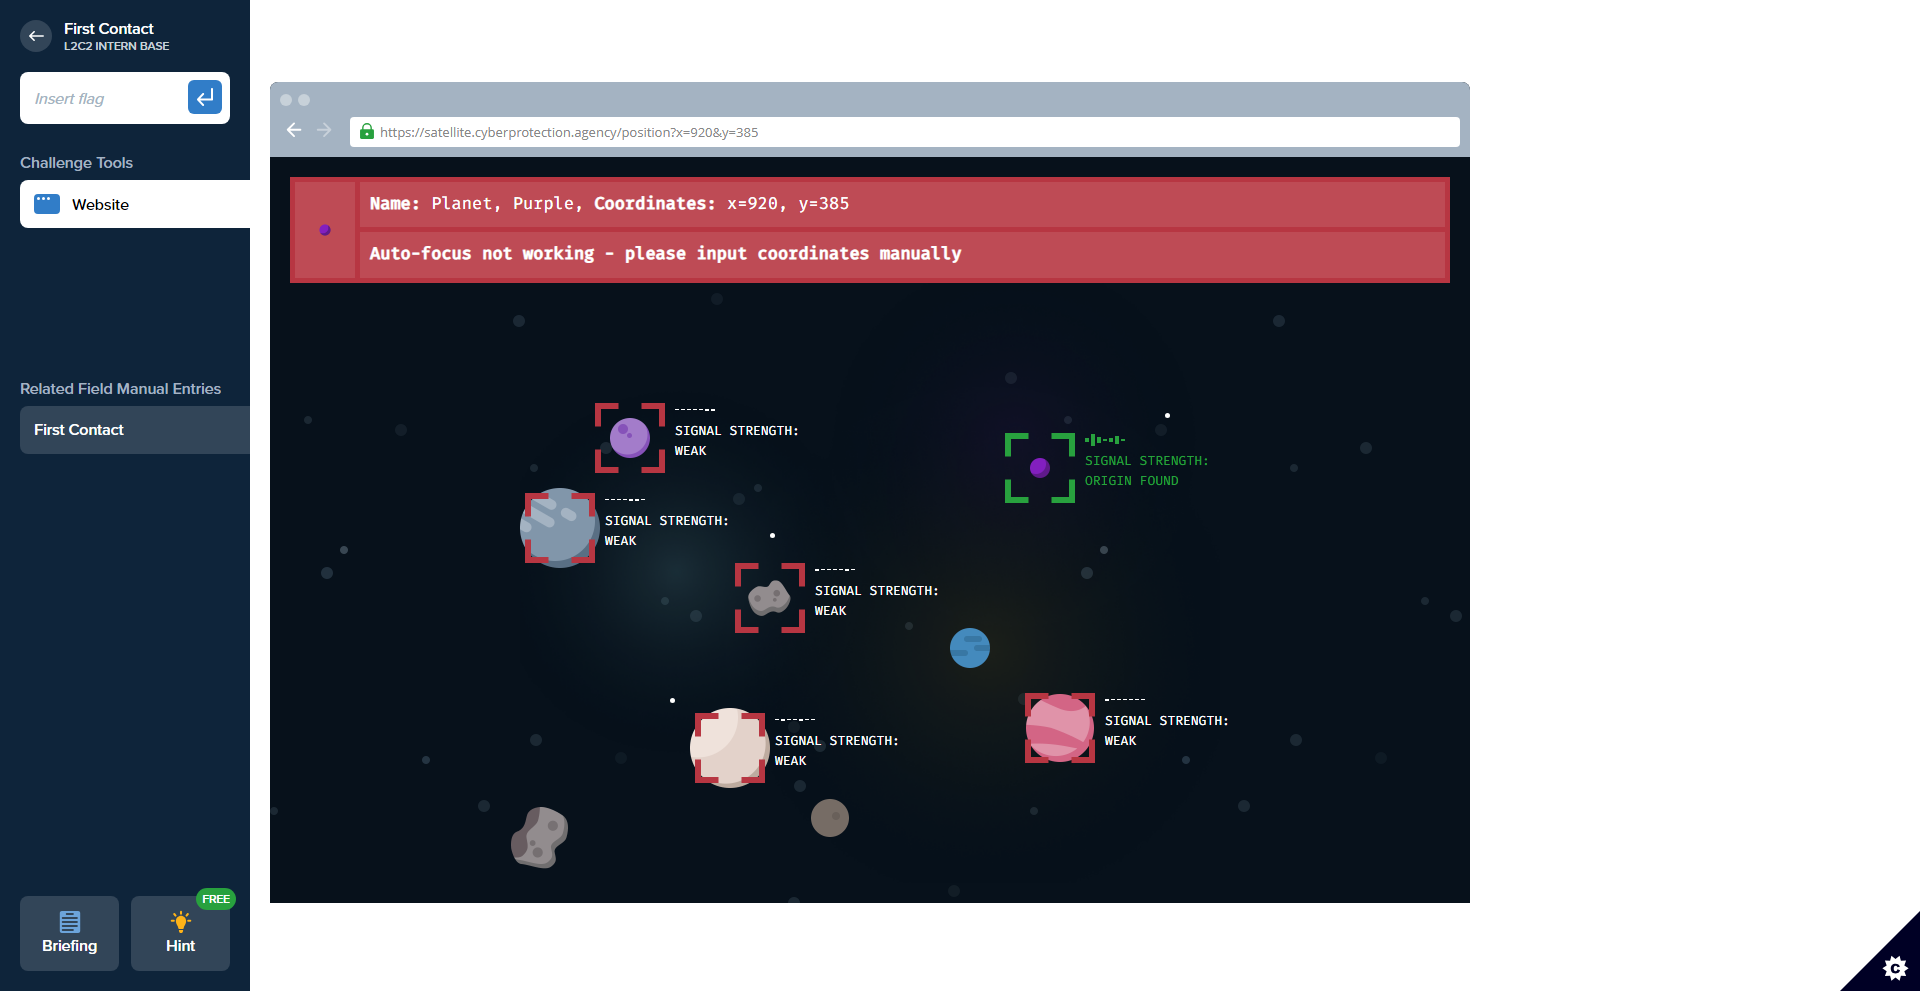 First Contact
L2C2 INTERN BASE
Insert flag
Challenge Tools
Website
Related Field Manual Entries
First Contact
Briefing
FREE
Hint
https://satellite.cyberprotection.agency/position?x=920&y=385
Name: Planet, Purple, Coordinates: x=920, y=385
Auto-focus not working - please input coordinates manually
SIGNAL STRENGTH:
WEAK
SIGNAL STRENGTH:
ORIGIN FOUND
SIGNAL STRENGTH:
WEAK
SIGNAL STRENGTH:
WEAK
SIGNAL STRENGTH:
WEAK
SIGNAL STRENGTH:
WEAK
C